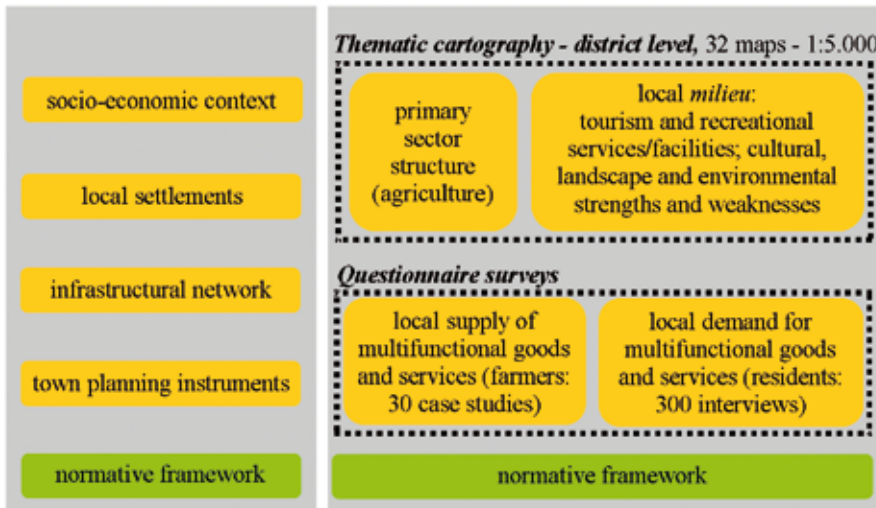 socio-economic context
local settlements
infrastructural network
town planning instruments
normative framework
Thematic cartography - district level, 32 maps - 1:5.000
primary
sector
structure
(agriculture)
local milieu:
tourism and recreational
services/facilities; cultural,
landscape and environmental
strengths and weaknesses
Questionnaire surveys
local supply of
multifunctional goods
and services (farmers:
30 case studies)
local demand for
multifunctional goods
and services (residents:
300 interviews)
normative framework